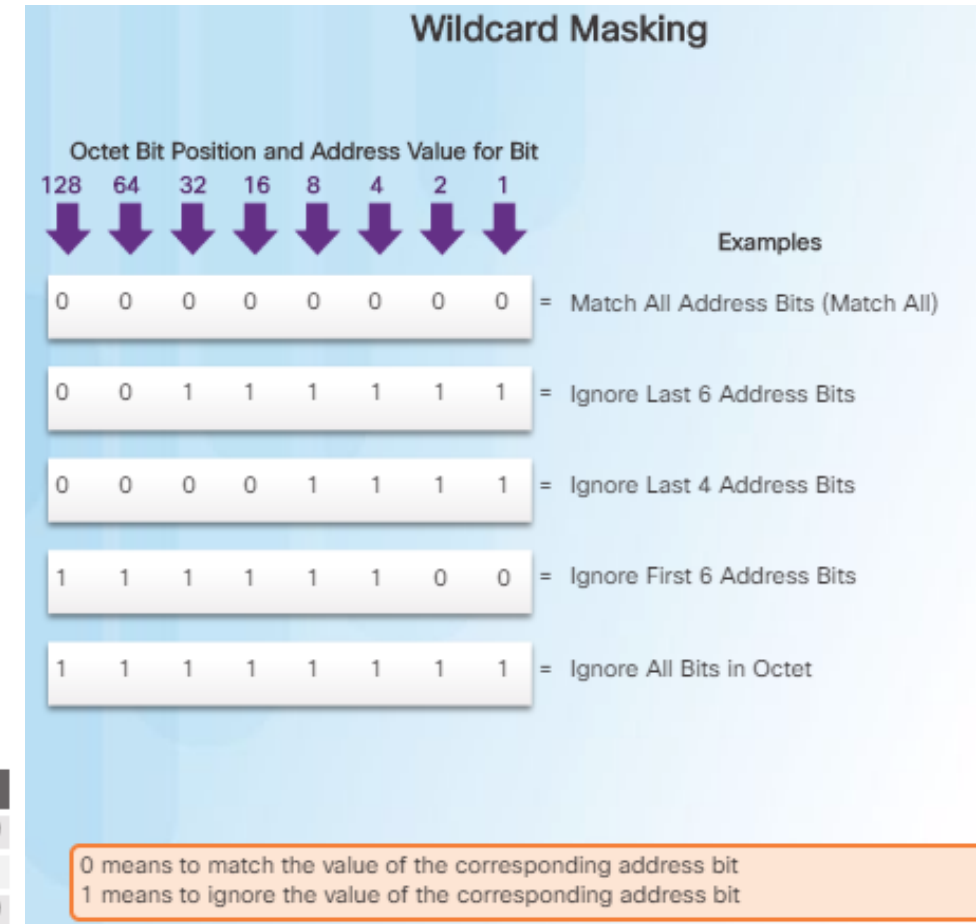 Wildcard Masking
Octet Bit Position and Address Value for Bit
128 64 32 16 8 4 2 1
Examples
0 0 0 0 0 0 0 0 = Match All Address Bits (Match All)
0 0 1 1 1 1 1 1 = Ignore Last 6 Address Bits
0 0 0 0 1 1 1 1 = Ignore Last 4 Address Bits
1 1 1 1 1 1 0 0 = Ignore First 6 Address Bits
1 1 1 1 1 1 1 1 = Ignore All Bits in Octet
0 means to match the value of the corresponding address bit
1 means to ignore the value of the corresponding address bit